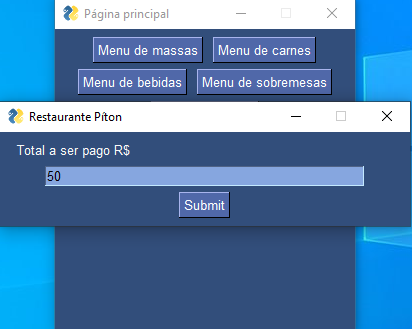 Página principal
Menu de massas Menu de carnes
Menu de bebidas Menu de sobremesas
Restaurante Píton
Total a ser pago R$
50
Submit